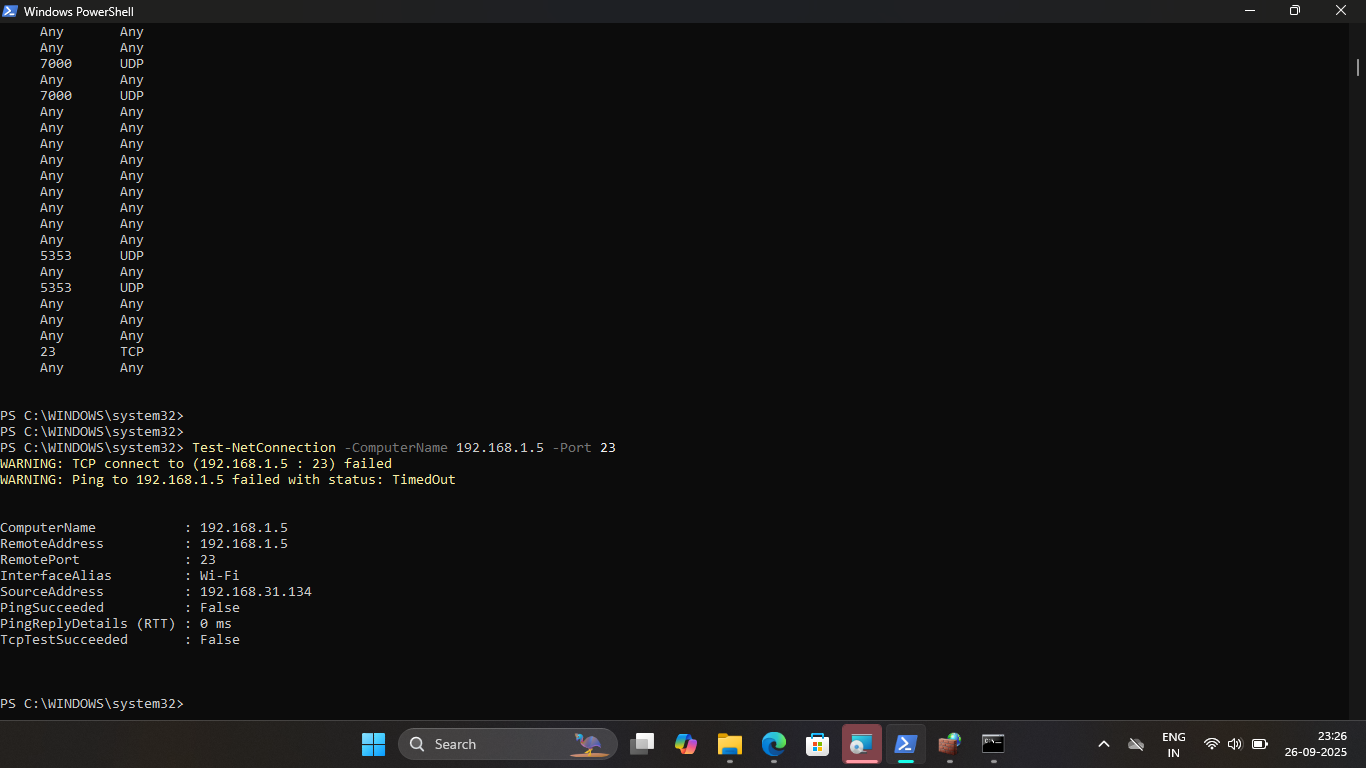 Windows PowerShell
Any Any
Any Any
7000 UDP
Any Any
7000 UDP
Any Any
Any Any
Any Any
Any Any
Any Any
Any Any
Any Any
Any Any
Any Any
5353 UDP
Any Any
5353 UDP
Any Any
Any Any
Any Any
23 TCP
Any Any
PS C:\WINDOWS\system32>
PS C:\WINDOWS\system32>
PS C:\WINDOWS\system32> Test-NetConnection -ComputerName 192.168.1.5 -Port 23
WARNING: TCP connect to (192.168.1.5 : 23) failed
WARNING: Ping to 192.168.1.5 failed with status: TimedOut
ComputerName : 192.168.1.5
RemoteAddress : 192.168.1.5
RemotePort : 23
InterfaceAlias : Wi-Fi
SourceAddress : 192.168.31.134
PingSucceeded : False
PingReplyDetails (RTT) : 0 ms
TcpTestSucceeded : False
PS C:\WINDOWS\system32>
Search
ENG
IN
23:26
26-09-2025